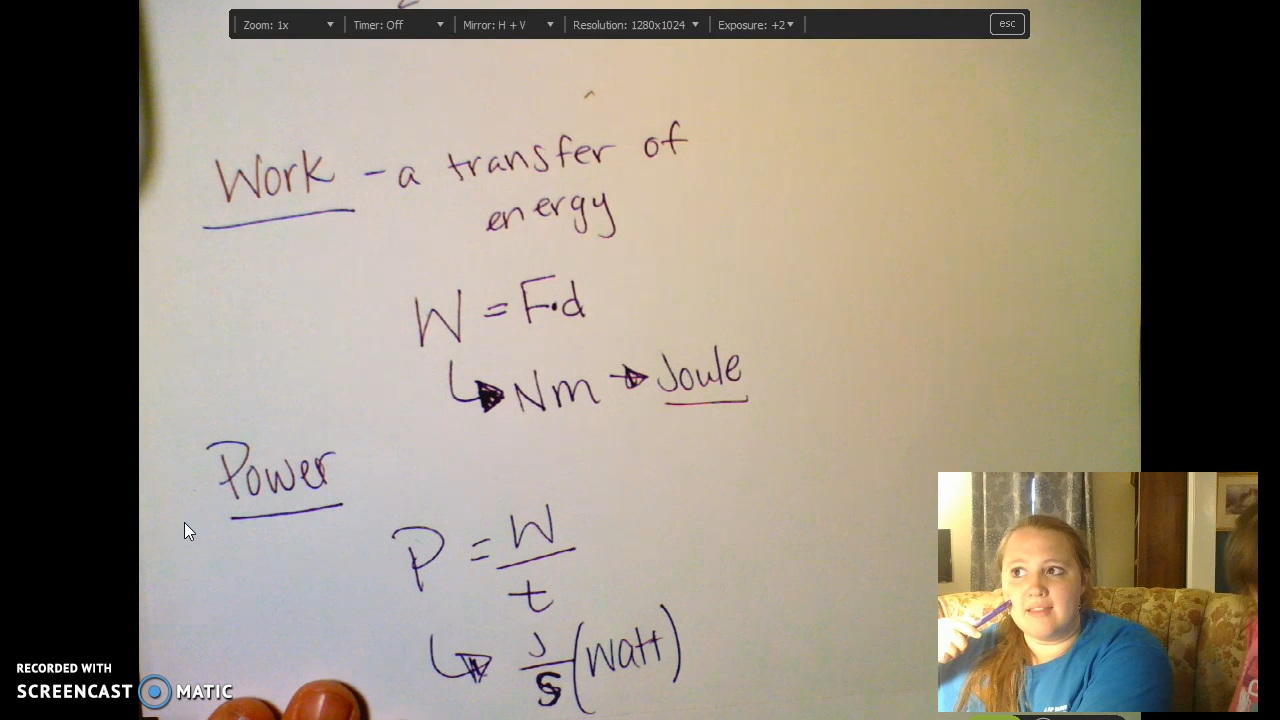 Zoom: 1x Timer: Off Mirror: H + V Resolution: 1280x1024 Exposure: +2 esc
Work - a transfer of
energy
W = F·d
Nm → Joule
Power
P = W/t
J/s (Watt)
RECORDED WITH
SCREENCAST MATIC